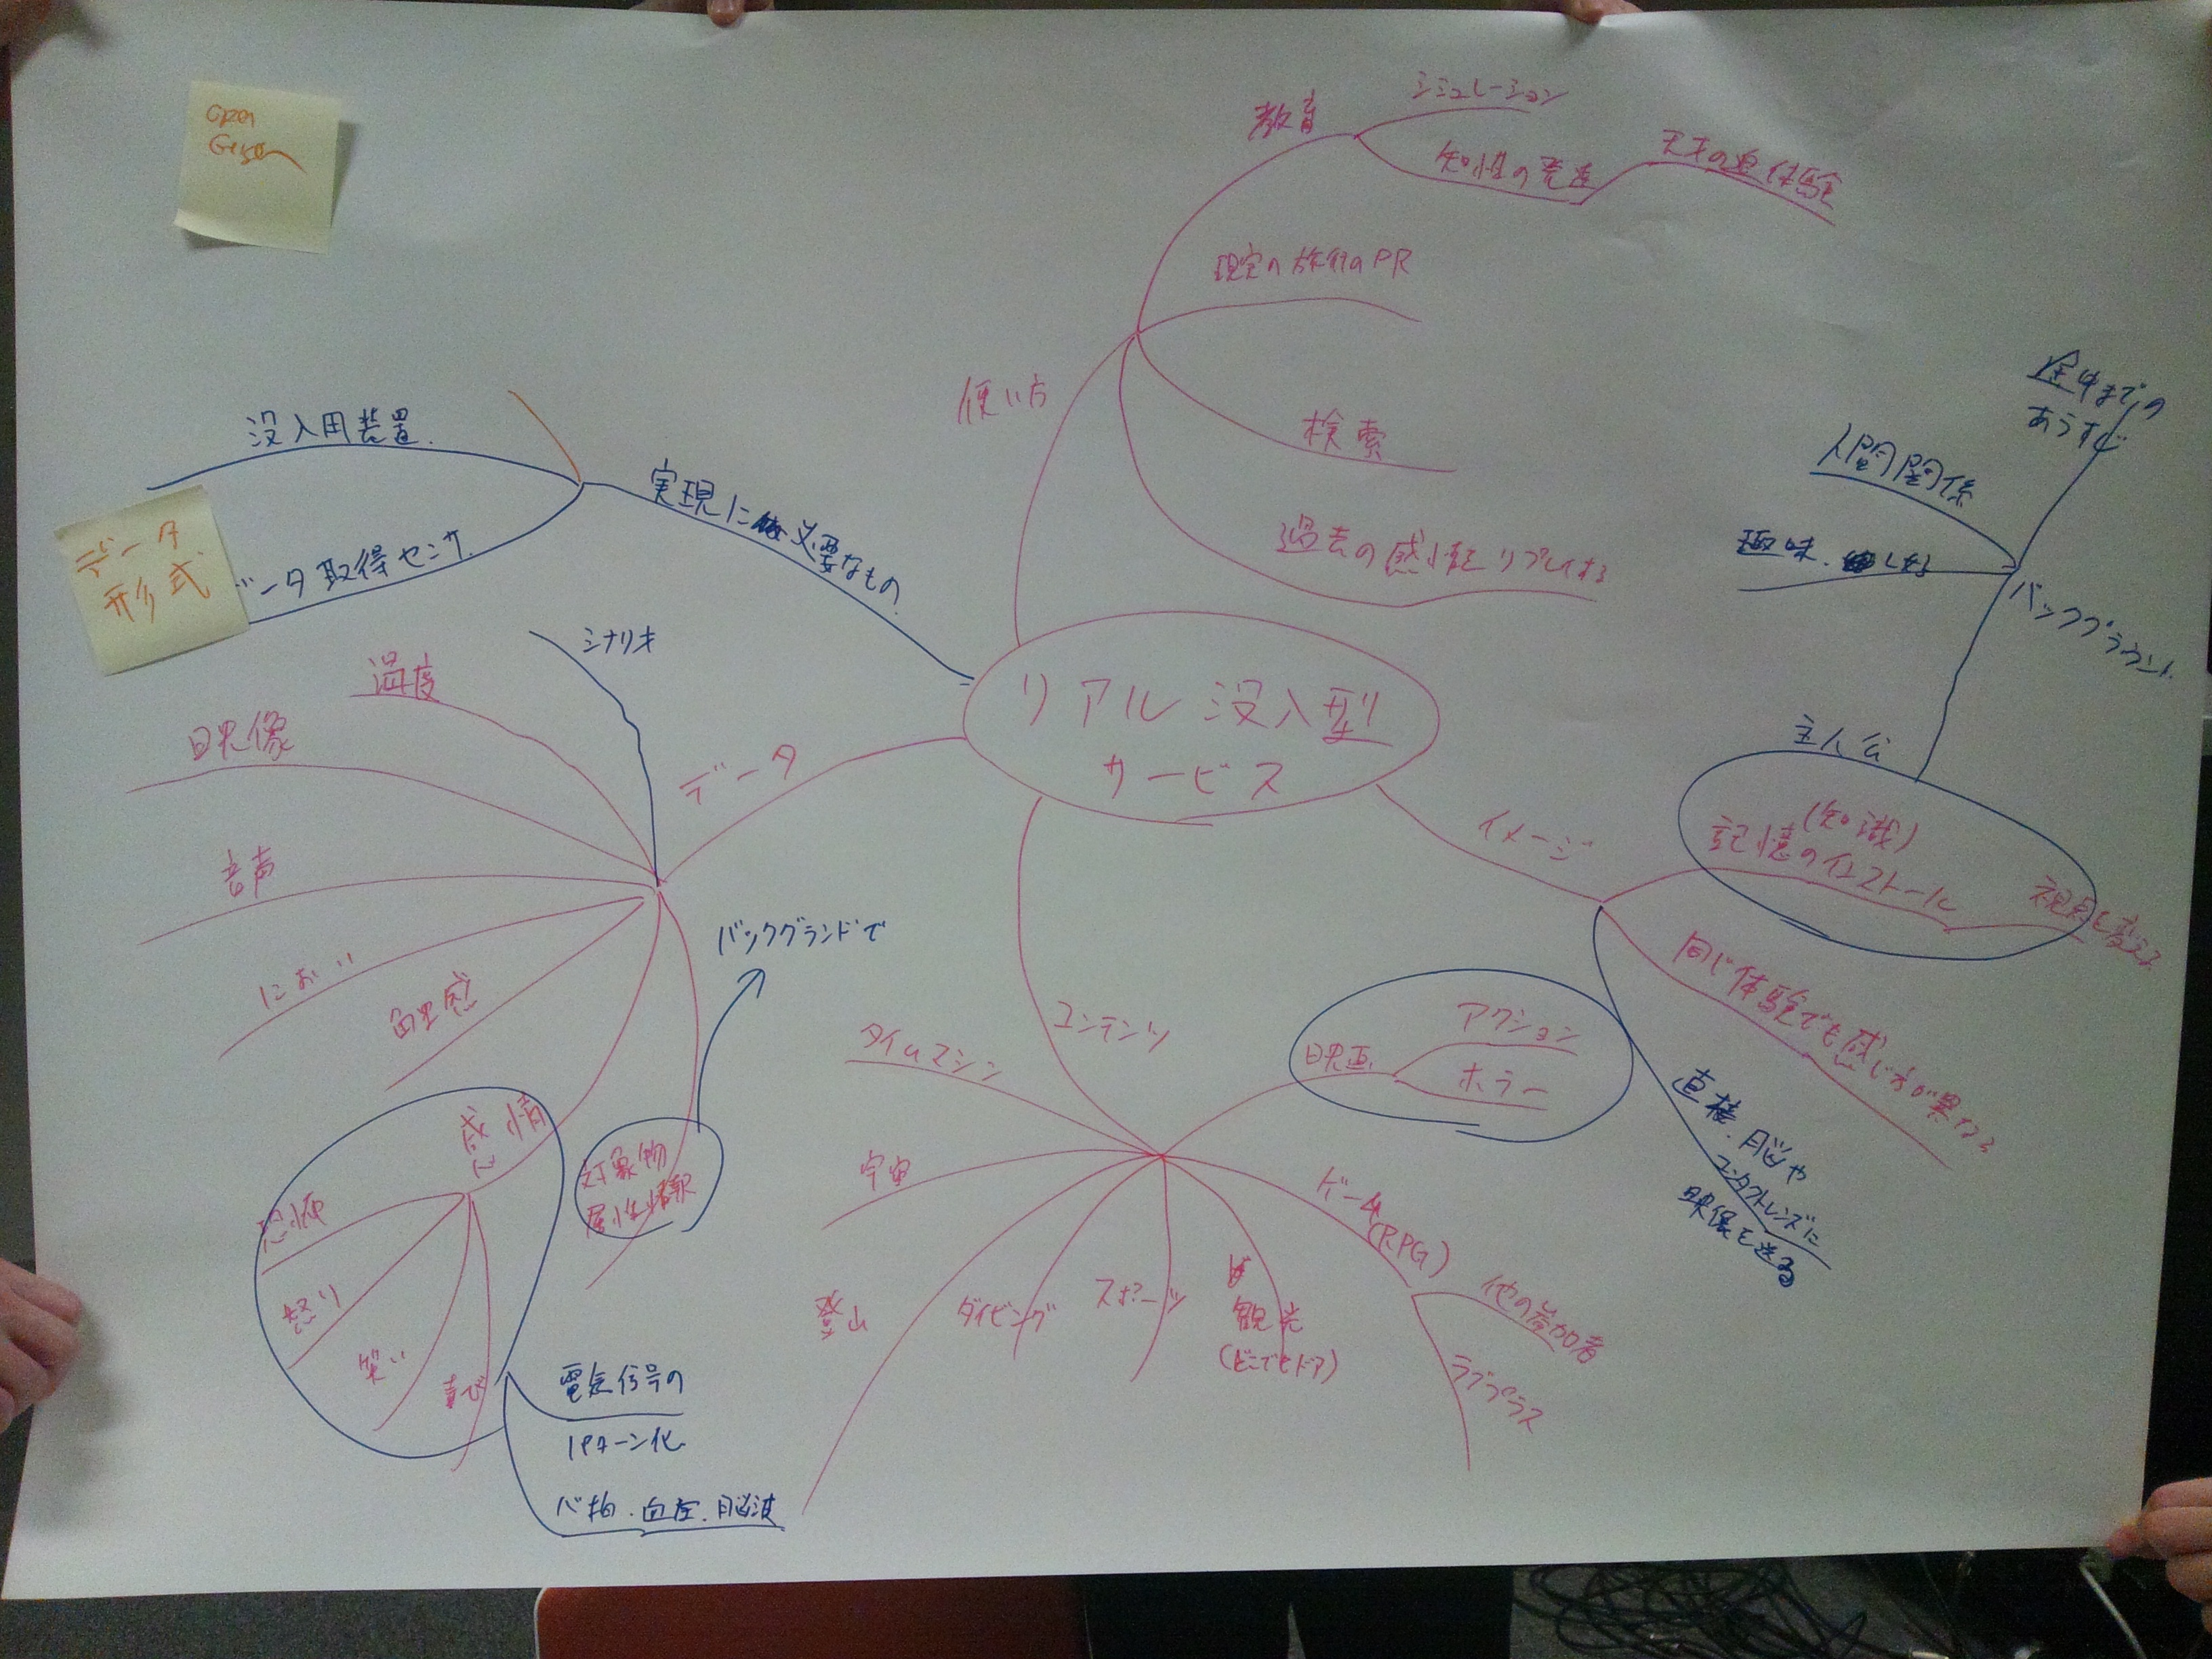 リアル没入型
サービス
使い方
教育
シミュレーション
知性の発達
天才の追体験
現実の旅行のPR
検索
過去の感情をリプレイする
実現に必要なもの
没入用装置
データ取得センサ
データ
形式
データ
シナリオ
温度
映像
音声
におい
触感
感情
恐怖
怒り
笑い
喜び
電気信号の
パターン化
心拍、血圧、脳波
対象物
属性情報
バックグランドで
コンテンツ
タイムマシン
宇宙
登山
ダイビング
スポーツ
観光
(どこでもドア)
ゲーム
(RPG)
他の参加者
ラブプラス
映画
アクション
ホラー
イメージ
主人公
(知識)
記憶のインストール
視点を変える
バックグラウンド
趣味、
人間関係
途中までの
あらすじ
同じ体験でも感じ方が異なる
直接、脳や
コンタクトレンズに
映像を送る